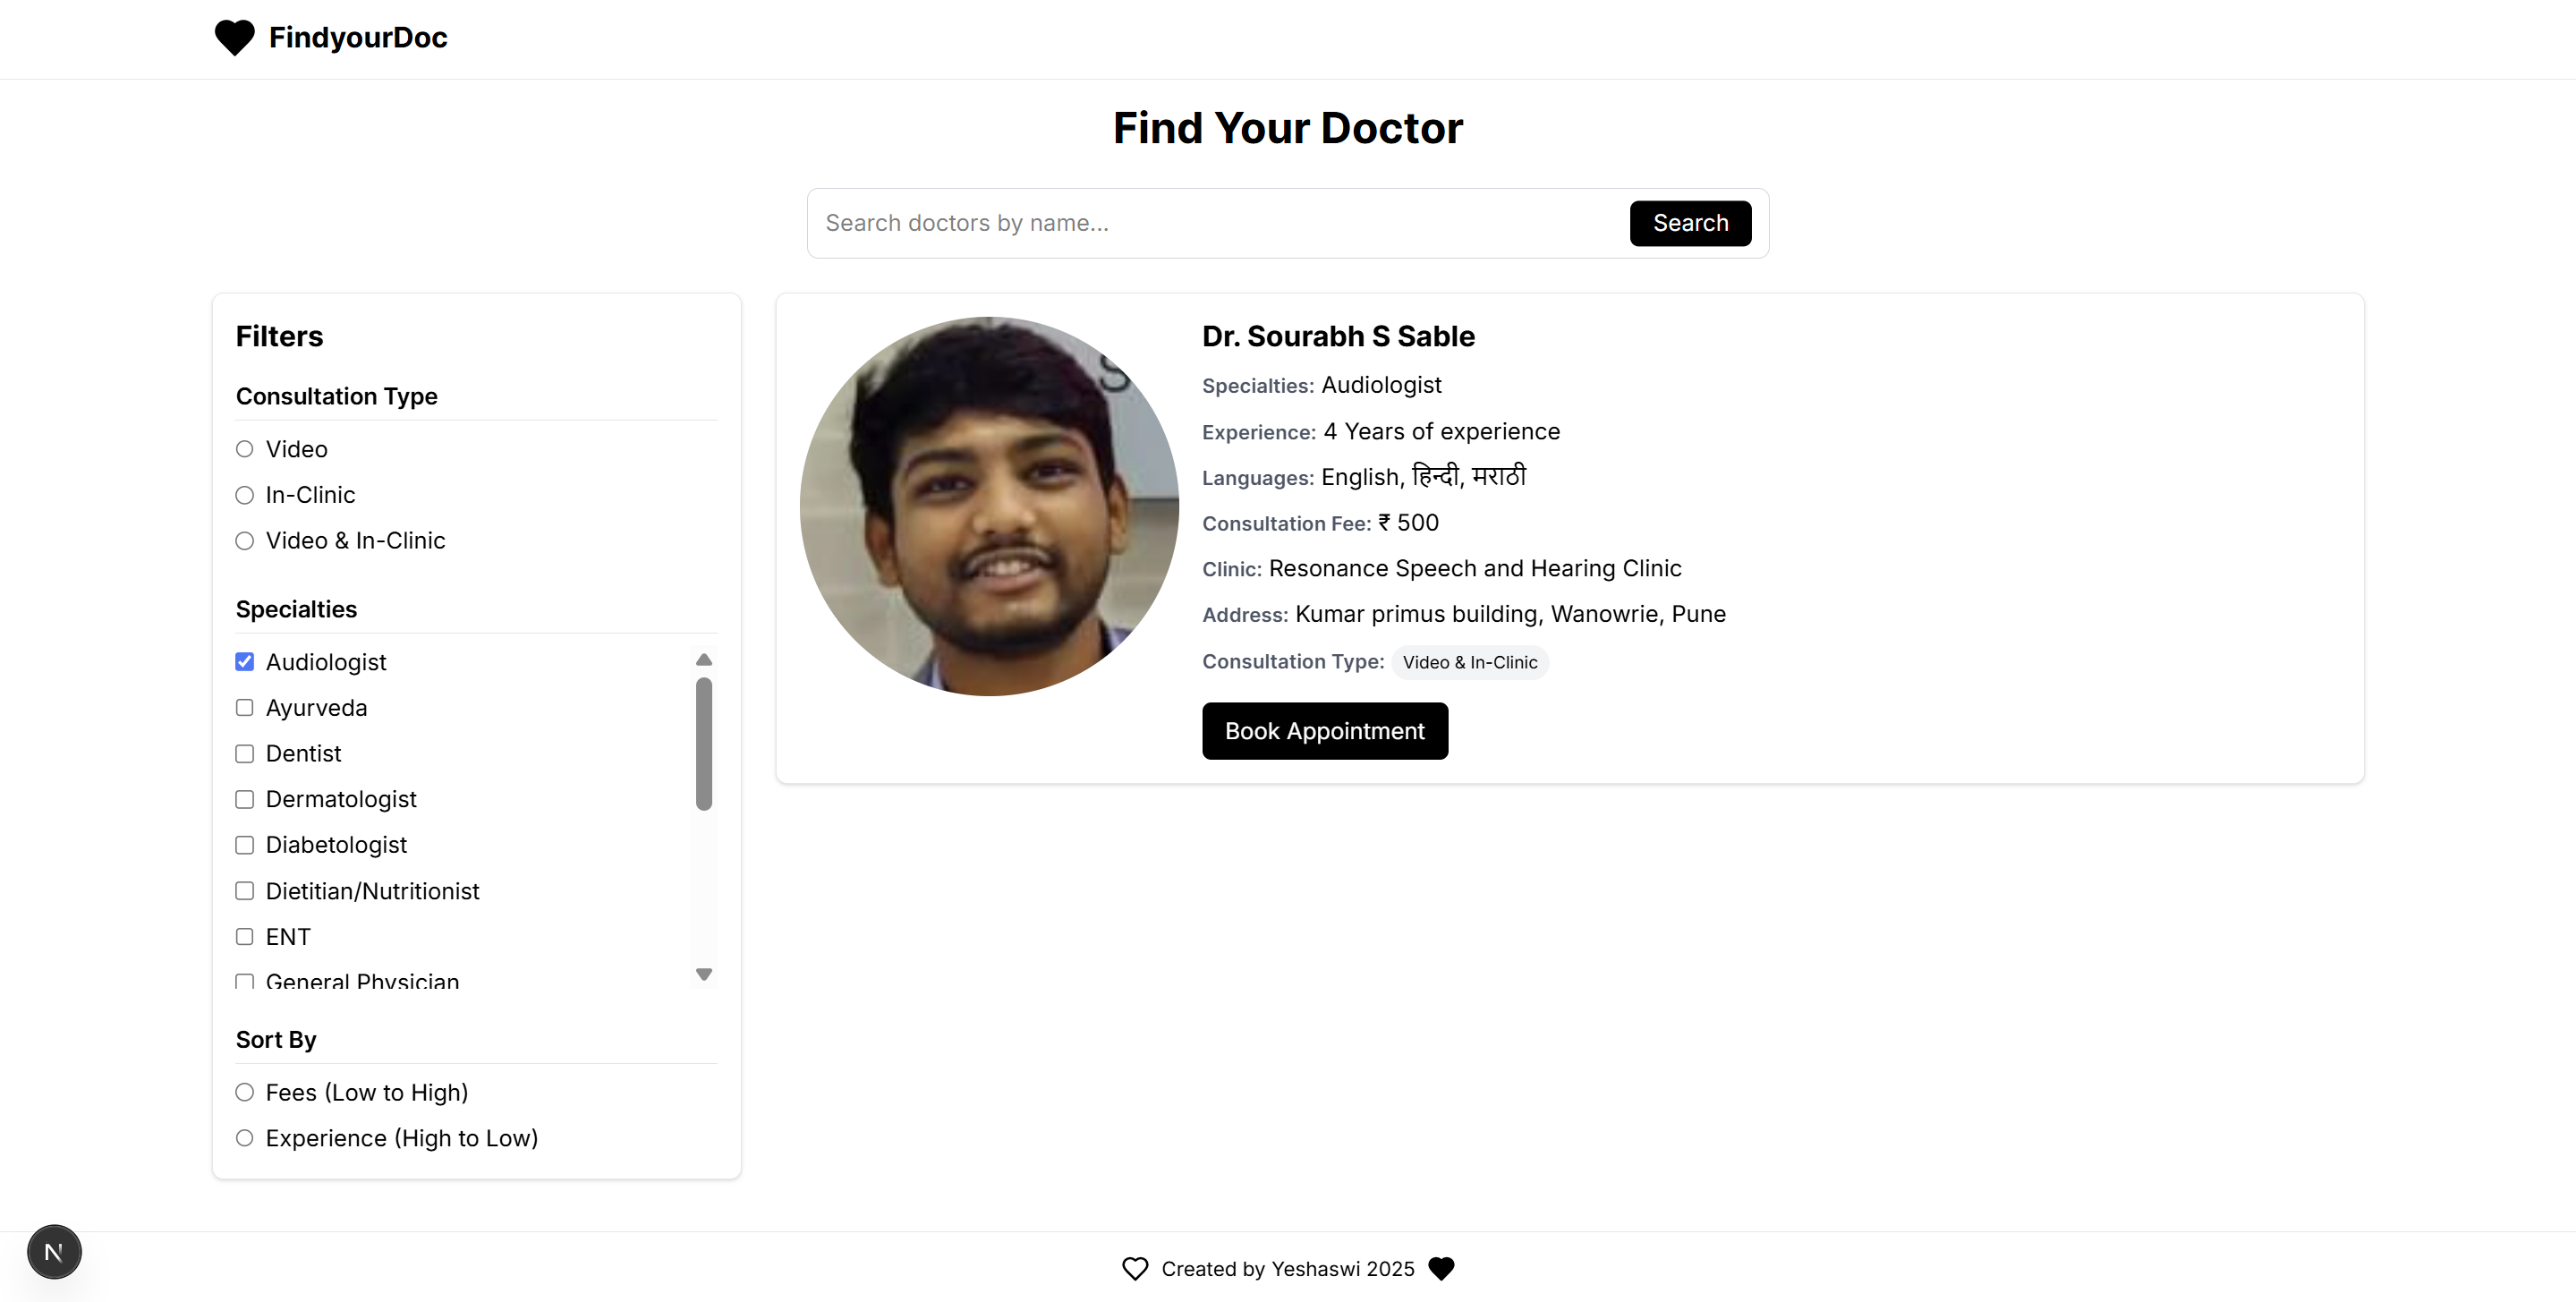 FindyourDoc
Find Your Doctor
Search doctors by name...
Search
Filters
Consultation Type
Video
In-Clinic
Video & In-Clinic
Specialties
Audiologist
Ayurveda
Dentist
Dermatologist
Diabetologist
Dietitian/Nutritionist
ENT
General Physician
Sort By
Fees (Low to High)
Experience (High to Low)
S
Dr. Sourabh S Sable
Specialties: Audiologist
Experience: 4 Years of experience
Languages: English, हिन्दी, मराठी
Consultation Fee: ₹ 500
Clinic: Resonance Speech and Hearing Clinic
Address: Kumar primus building, Wanowrie, Pune
Consultation Type: Video & In-Clinic
Book Appointment
N
Created by Yeshaswi 2025